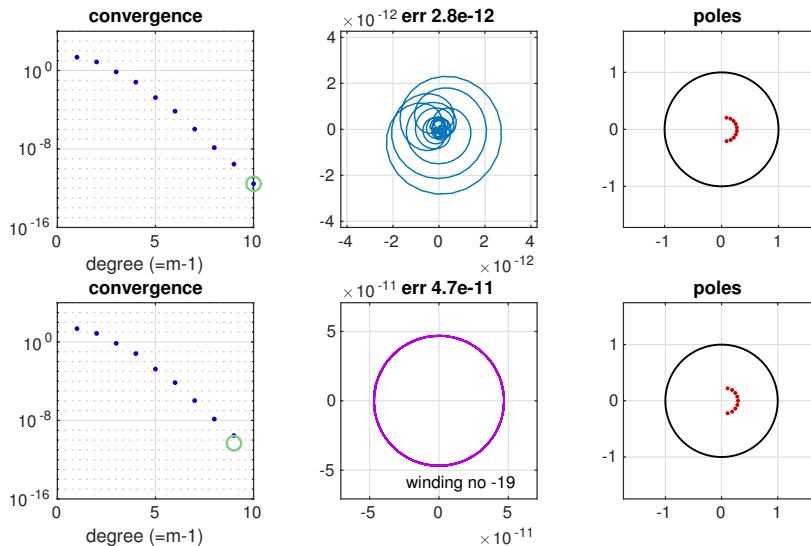 convergence
10^0
10^-8
10^-16
0 5 10
degree (=m-1)
× 10^-12 err 2.8e-12
4
2
0
-2
-4
-4 -2 0 2 4
× 10^-12
poles
1
0
-1
-1 0 1
convergence
10^0
10^-8
10^-16
0 5 10
degree (=m-1)
× 10^-11 err 4.7e-11
5
0
-5
winding no -19
-5 0 5
× 10^-11
poles
1
0
-1
-1 0 1